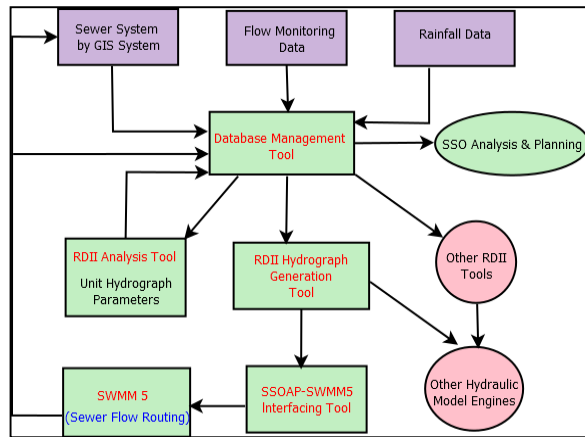 Sewer System
by GIS System
Flow Monitoring
Data
Rainfall Data
Database Management
Tool
SSO Analysis & Planning
RDII Analysis Tool
Unit Hydrograph
Parameters
RDII Hydrograph
Generation
Tool
Other RDII
Tools
SWMM 5
(Sewer Flow Routing)
SSOAP-SWMM5
Interfacing Tool
Other Hydraulic
Model Engines